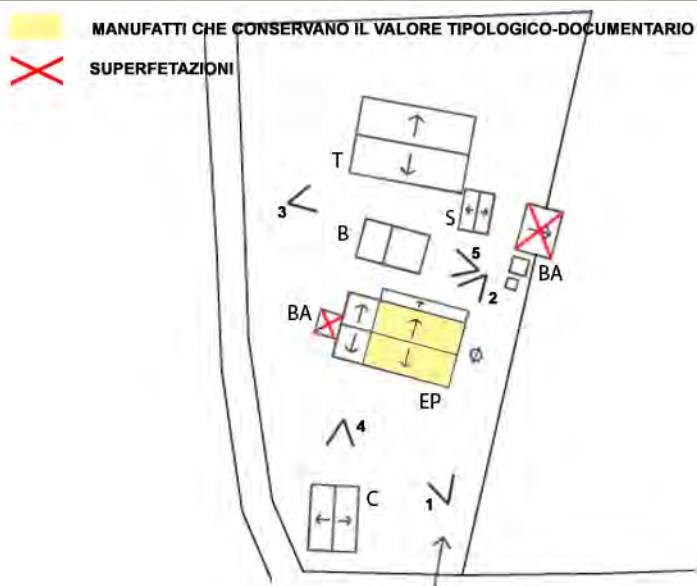 MANUFATTI CHE CONSERVANO IL VALORE TIPOLOGICO-DOCUMENTARIO
SUPERFETAZIONI
T
3
S
B
5
BA
2
BA
EP
4
C
1